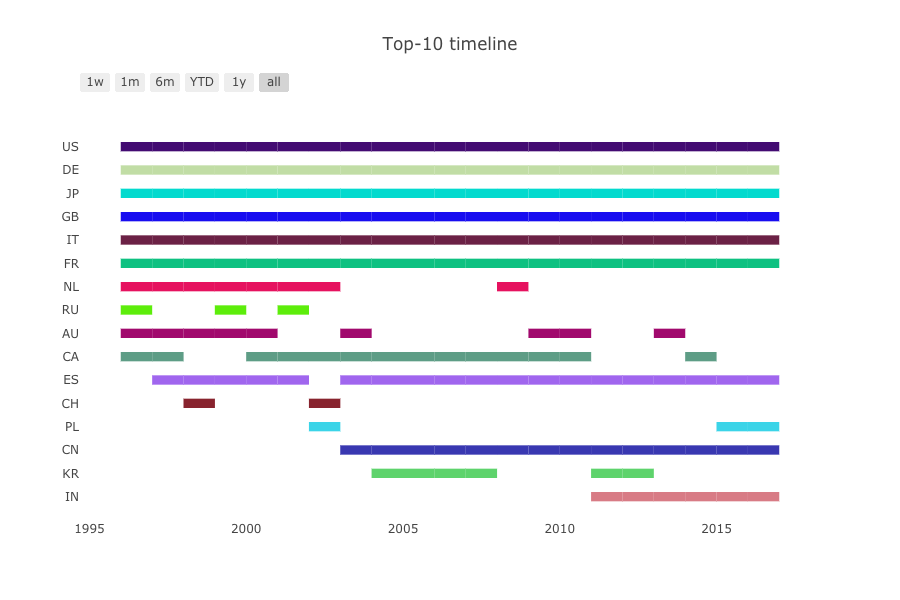 Top-10 timeline
1w 1m 6m YTD 1y all
US
DE
JP
GB
IT
FR
NL
RU
AU
CA
ES
CH
PL
CN
KR
IN
1995 2000 2005 2010 2015